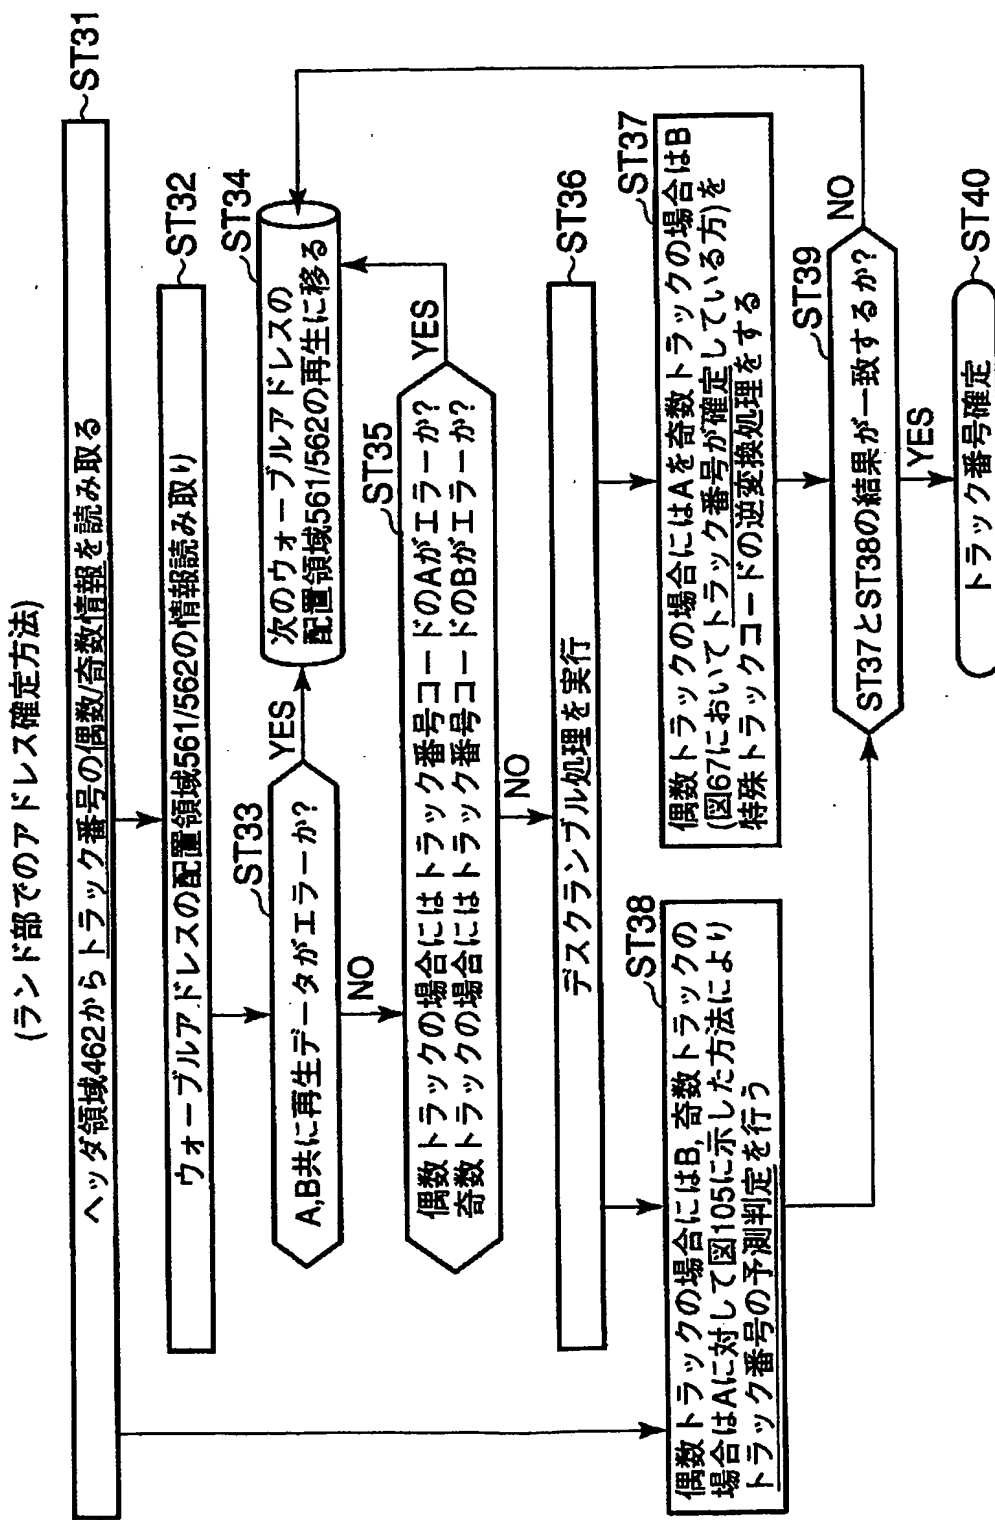 (ランド部でのアドレス確定方法)
ヘッダ領域462からトラック番号の偶数/奇数情報を読み取る
ST31
ウォーブルアドレスの配置領域561/562の情報読み取り
ST32
A,B共に再生データがエラーか?
ST33
YES
NO
次のウォーブルアドレスの
配置領域561/562の再生に移る
ST34
偶数トラックの場合にはトラック番号コードのAがエラーか?
奇数トラックの場合にはトラック番号コードのBがエラーか?
ST35
YES
NO
デスクランブル処理を実行
ST36
偶数トラックの場合にはAを奇数トラックの場合はB
(図67においてトラック番号が確定している方)を
特殊トラックコードの逆変換処理をする
ST37
偶数トラックの場合にはB,奇数トラックの
場合はAに対して図105に示した方法により
トラック番号の予測判定を行う
ST38
ST37とST38の結果が一致するか?
ST39
NO
YES
トラック番号確定
ST40